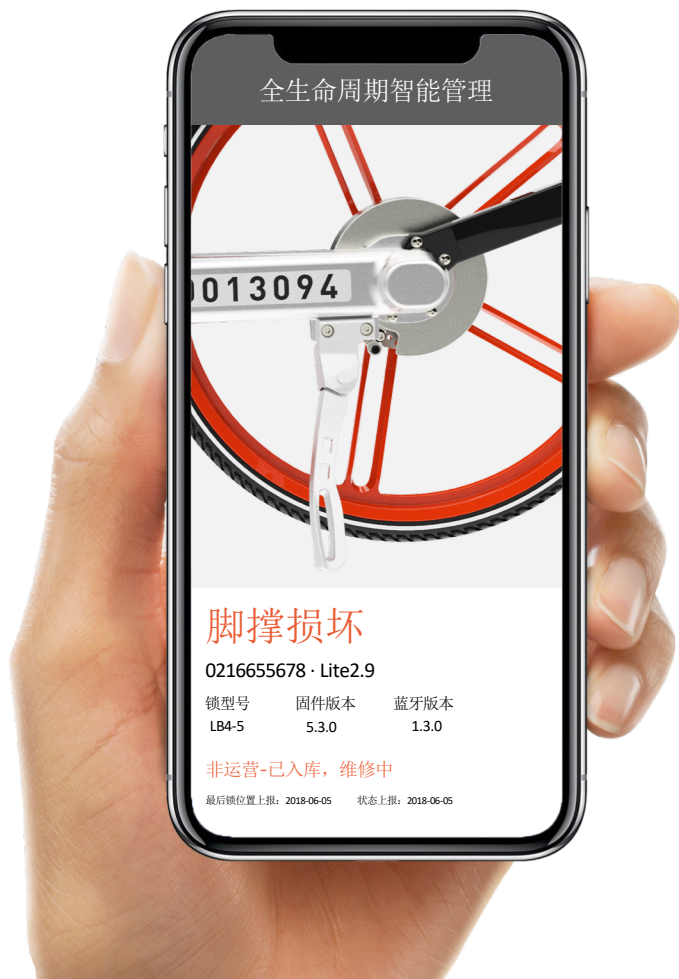 全生命周期智能管理
0013094
脚撑损坏
0216655678 · Lite2.9
锁型号 固件版本 蓝牙版本
LB4-5 5.3.0 1.3.0
非运营-已入库，维修中
最后锁位置上报：2018-06-05 状态上报：2018-06-05